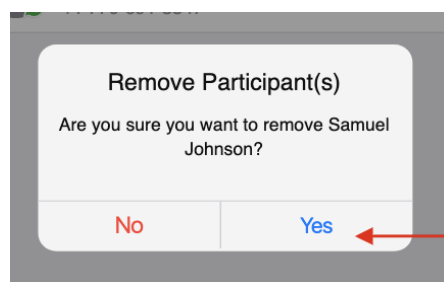 Remove Participant(s)
Are you sure you want to remove Samuel
Johnson?
No
Yes